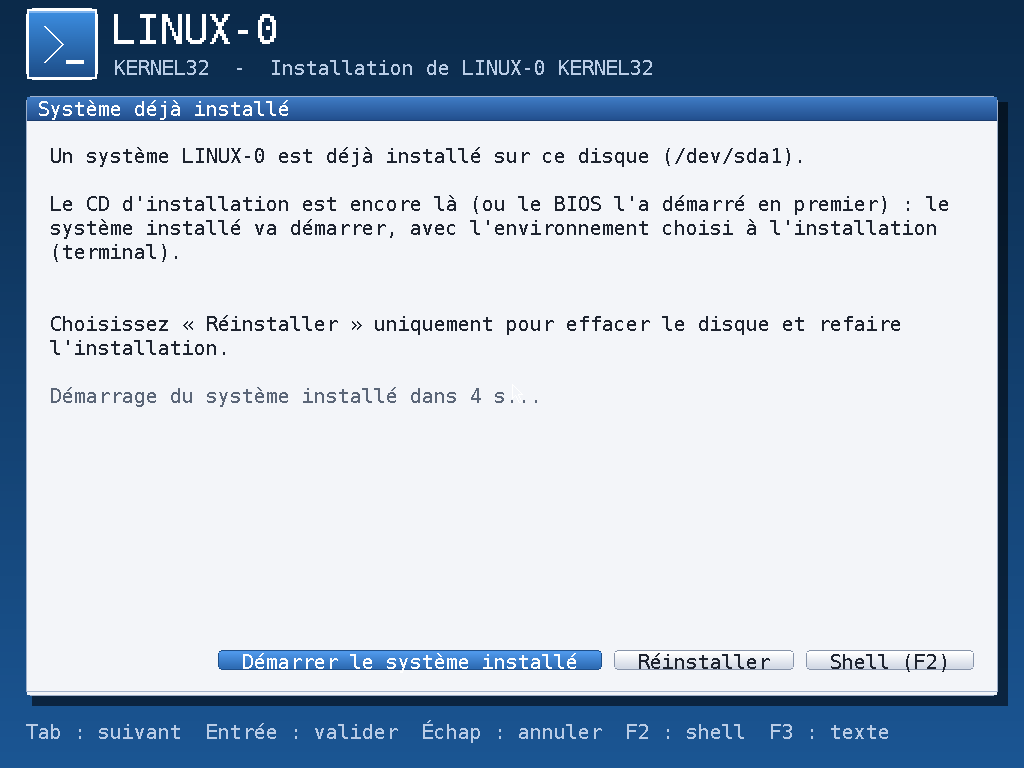 LINUX-0
KERNEL32  -  Installation de LINUX-0 KERNEL32
Système déjà installé
Un système LINUX-0 est déjà installé sur ce disque (/dev/sda1).
Le CD d'installation est encore là (ou le BIOS l'a démarré en premier) : le
système installé va démarrer, avec l'environnement choisi à l'installation
(terminal).
Choisissez « Réinstaller » uniquement pour effacer le disque et refaire
l'installation.
Démarrage du système installé dans 4 s...
Démarrer le système installé  Réinstaller  Shell (F2)
Tab : suivant  Entrée : valider  Échap : annuler  F2 : shell  F3 : texte